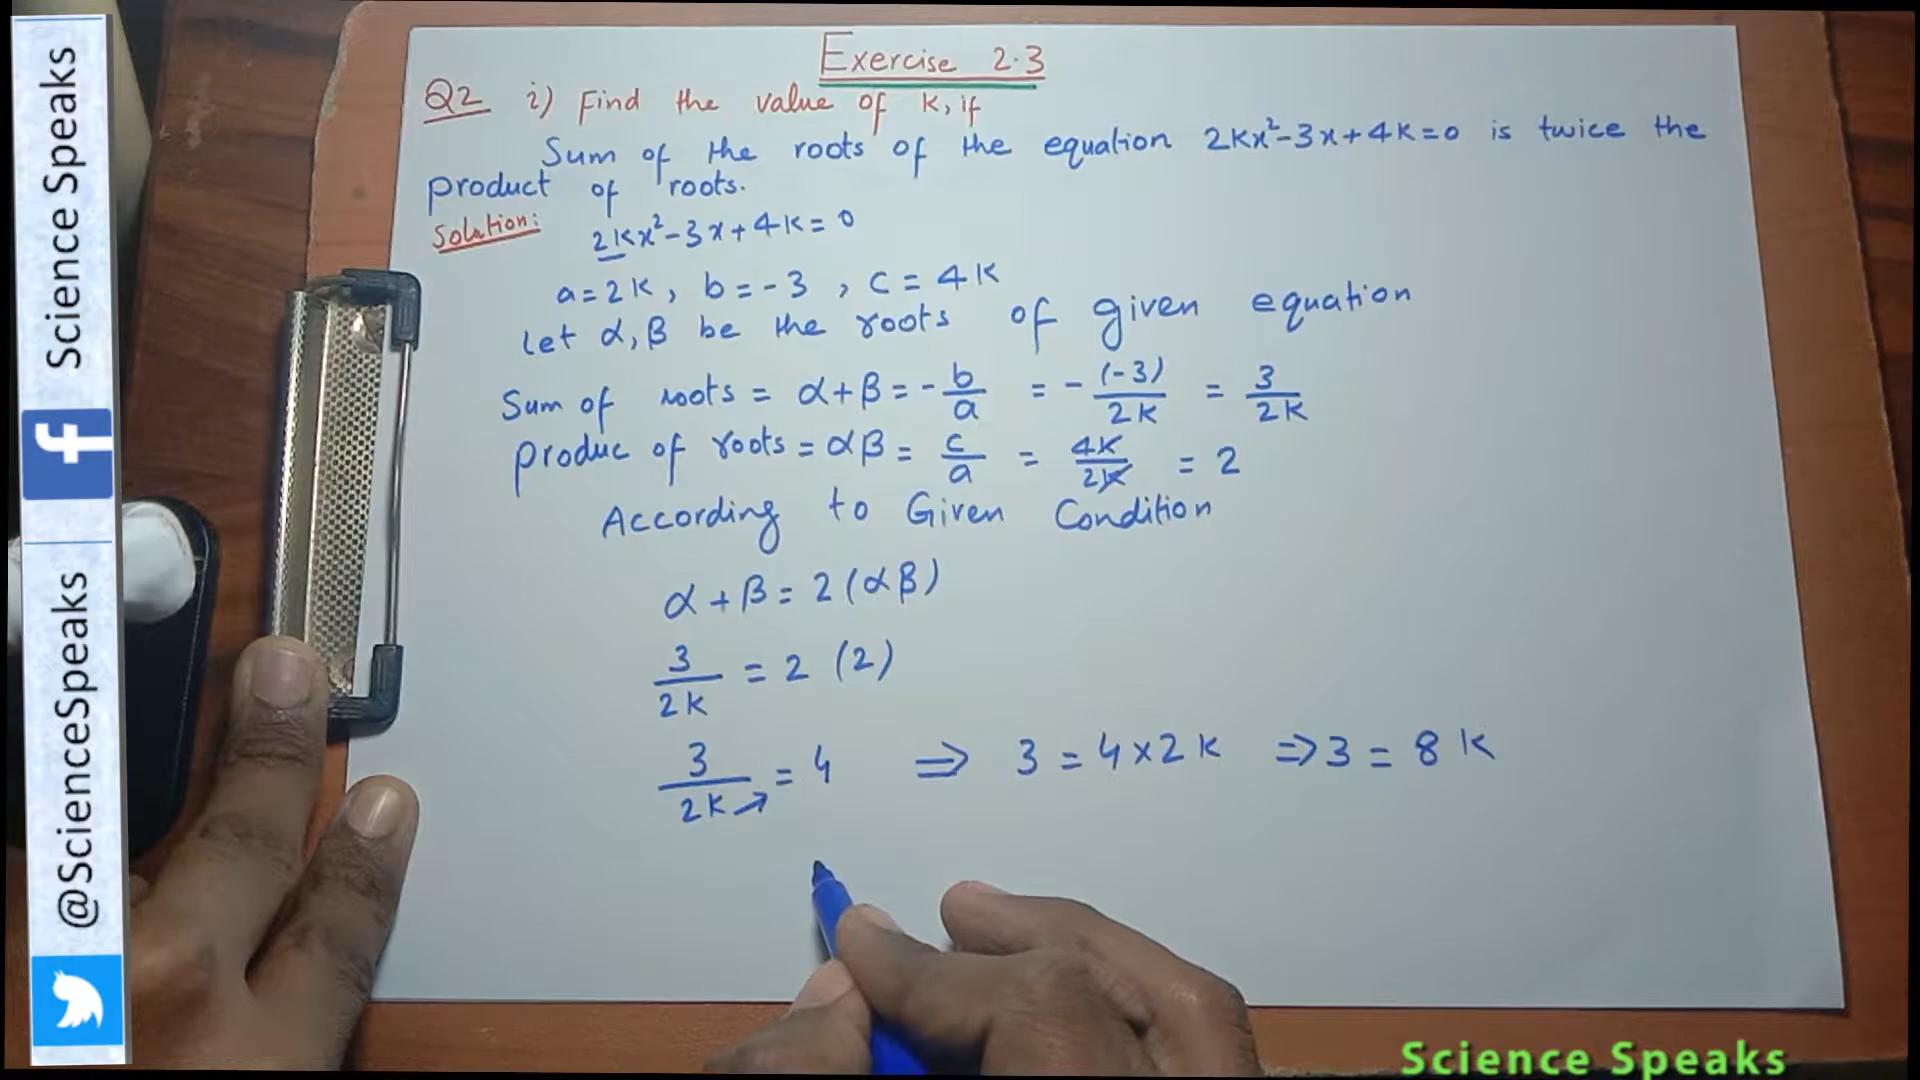 Exercise 2.3
Q2 i) Find the value of k, if
Sum of the roots of the equation 2kx²-3x+4k=0 is twice the
product of roots.
Solution: 2kx²-3x+4k=0
a=2k, b=-3, c=4k
Let α,β be the roots of given equation
Sum of roots = α+β = -b/a = -(-3)/2k = 3/2k
produc of roots = αβ = c/a = 4k/2k = 2
According to Given Condition
α+β=2(αβ)
3/2k = 2 (2)
3/2k → = 4 ⇒ 3 = 4×2k ⇒ 3 = 8k
Science Speaks
@ScienceSpeaks
Science Speaks